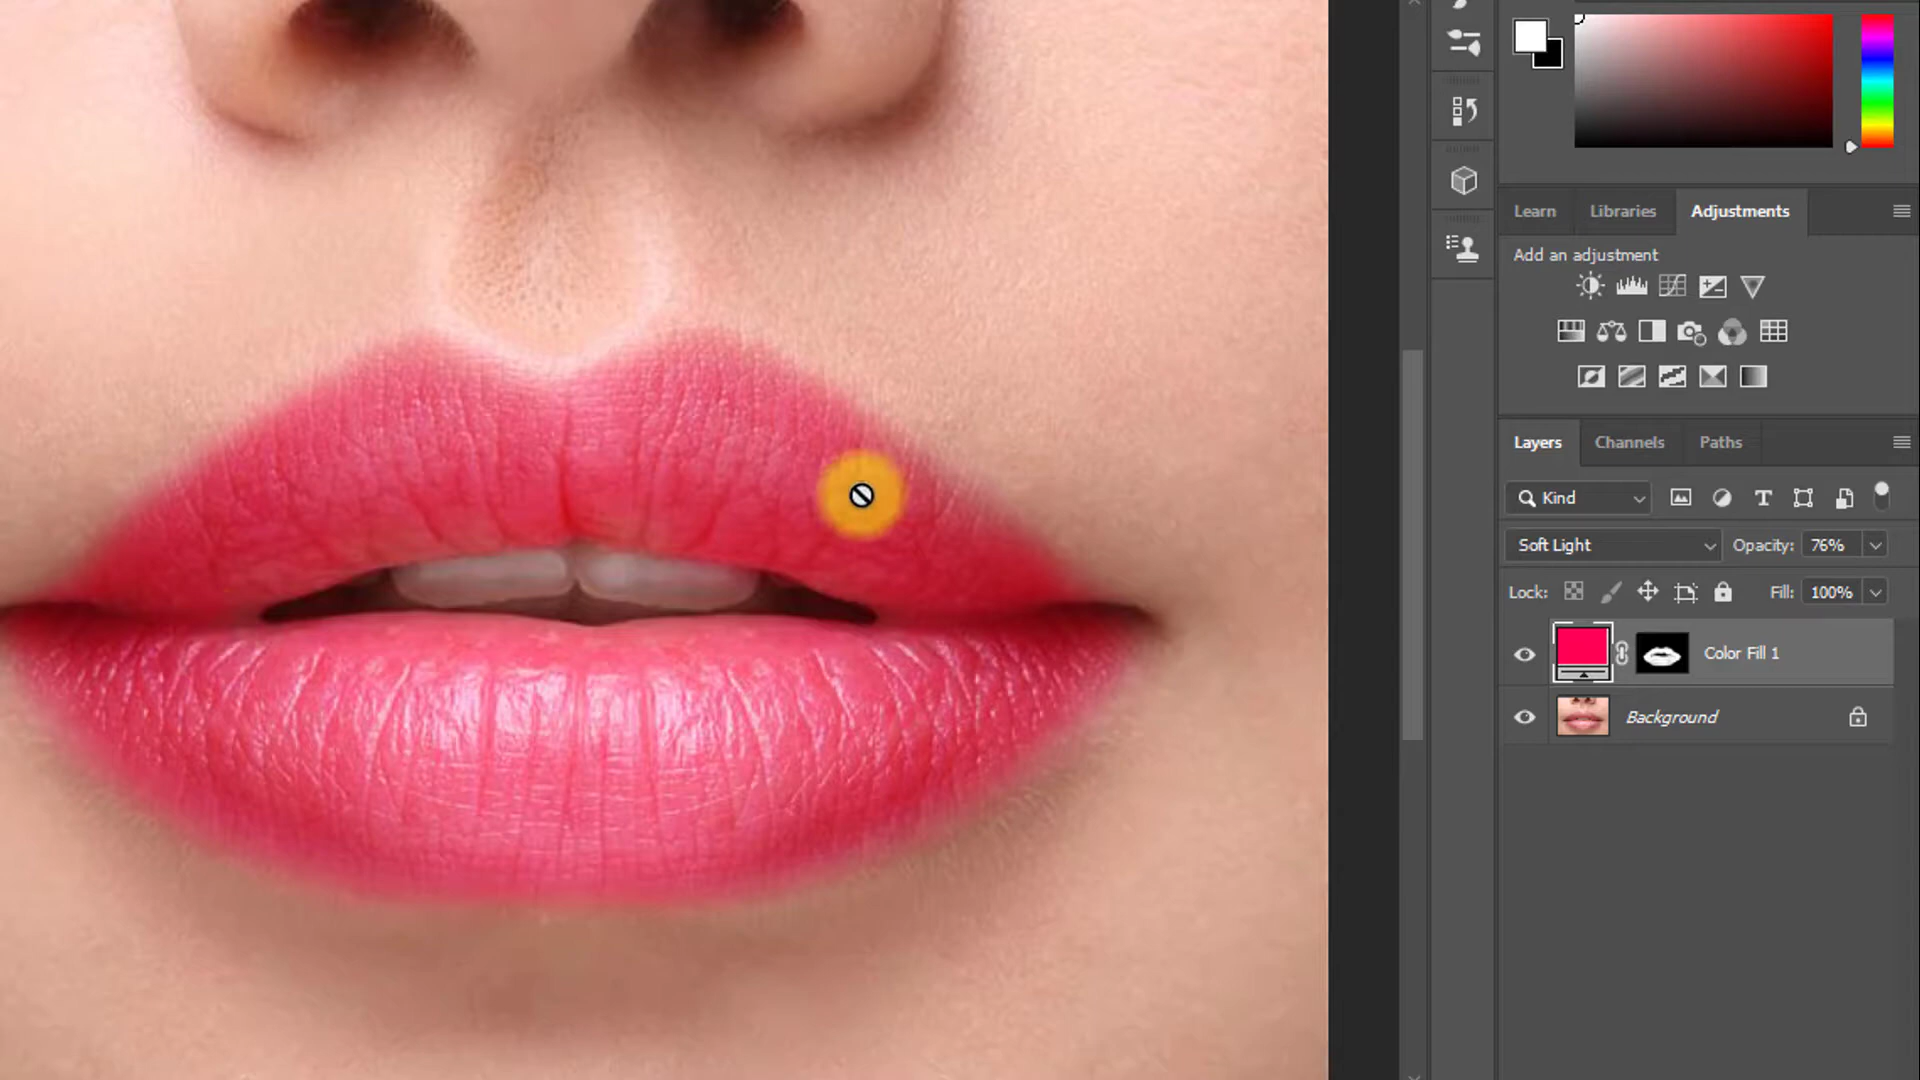 Learn Libraries Adjustments
Add an adjustment
Layers Channels Paths
Kind
Soft Light Opacity: 76%
Lock: Fill: 100%
Color Fill 1
Background